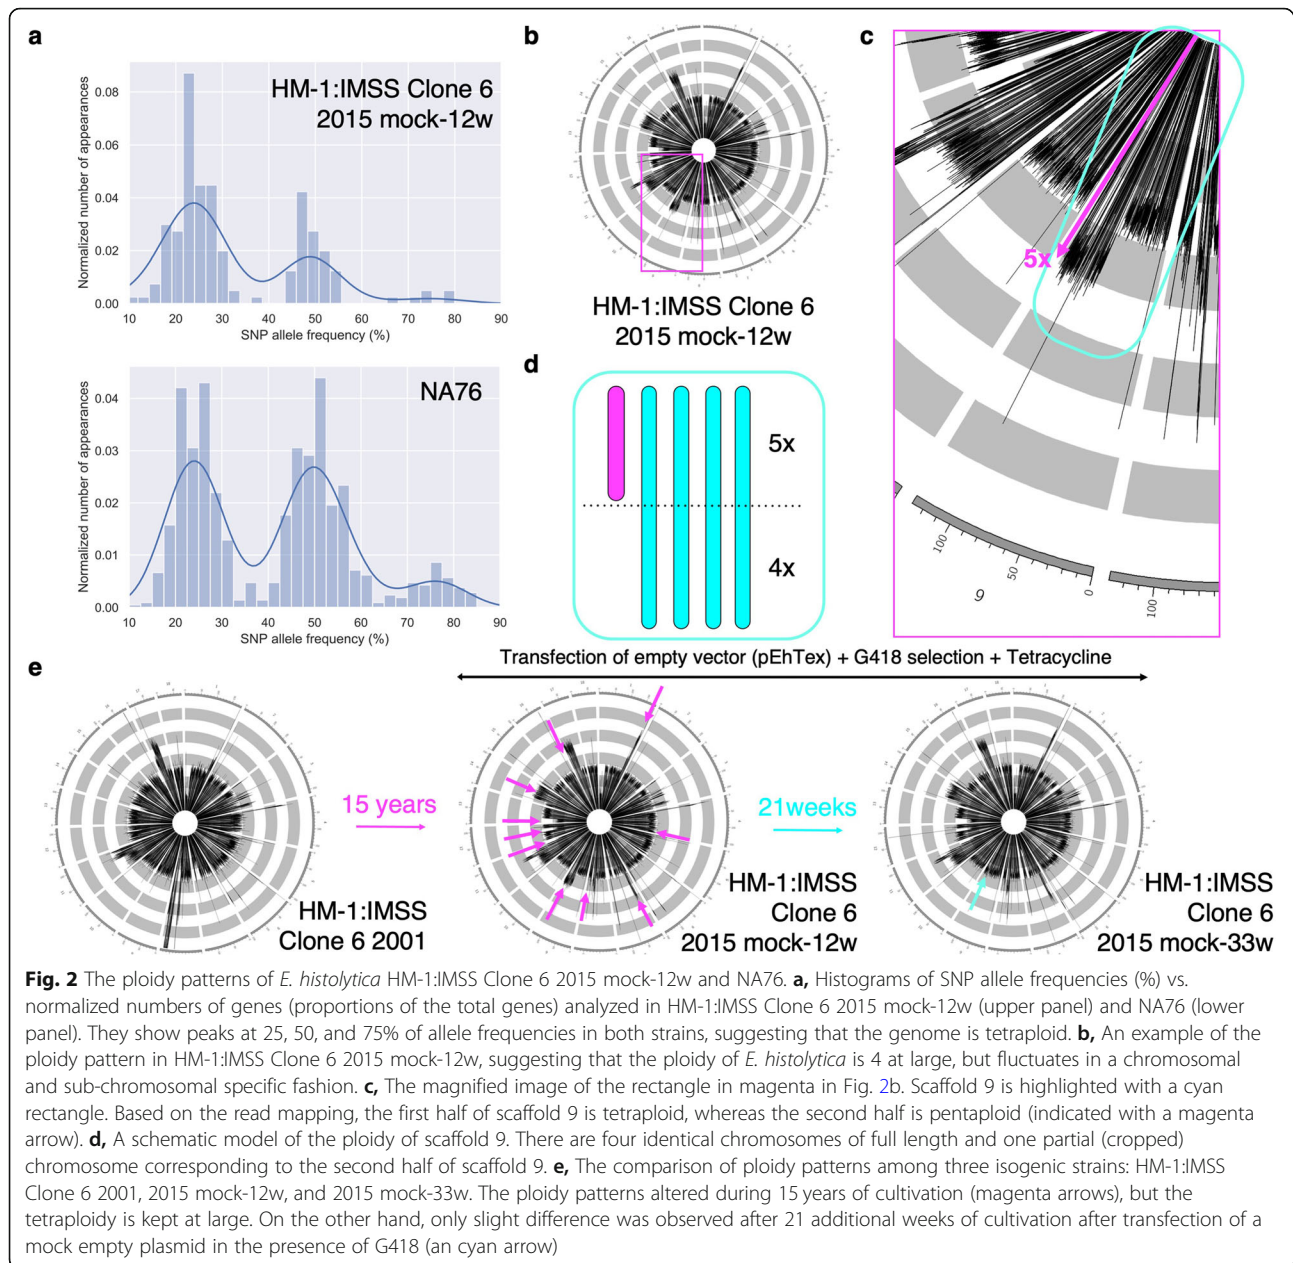 a
HM-1:IMSS Clone 6
2015 mock-12w
Normalized number of appearances
0.08
0.06
0.04
0.02
0.00
10 20 30 40 50 60 70 80 90
SNP allele frequency (%)
NA76
Normalized number of appearances
0.04
0.03
0.02
0.01
0.00
10 20 30 40 50 60 70 80 90
SNP allele frequency (%)
b
HM-1:IMSS Clone 6
2015 mock-12w
c
5x
100
50
0
9
100
d
5x
4x
e
Transfection of empty vector (pEhTex) + G418 selection + Tetracycline
HM-1:IMSS
Clone 6 2001
15 years
HM-1:IMSS
Clone 6
2015 mock-12w
21weeks
HM-1:IMSS
Clone 6
2015 mock-33w
Fig. 2 The ploidy patterns of E. histolytica HM-1:IMSS Clone 6 2015 mock-12w and NA76. a, Histograms of SNP allele frequencies (%) vs.
normalized numbers of genes (proportions of the total genes) analyzed in HM-1:IMSS Clone 6 2015 mock-12w (upper panel) and NA76 (lower
panel). They show peaks at 25, 50, and 75% of allele frequencies in both strains, suggesting that the genome is tetraploid. b, An example of the
ploidy pattern in HM-1:IMSS Clone 6 2015 mock-12w, suggesting that the ploidy of E. histolytica is 4 at large, but fluctuates in a chromosomal
and sub-chromosomal specific fashion. c, The magnified image of the rectangle in magenta in Fig. 2b. Scaffold 9 is highlighted with a cyan
rectangle. Based on the read mapping, the first half of scaffold 9 is tetraploid, whereas the second half is pentaploid (indicated with a magenta
arrow). d, A schematic model of the ploidy of scaffold 9. There are four identical chromosomes of full length and one partial (cropped)
chromosome corresponding to the second half of scaffold 9. e, The comparison of ploidy patterns among three isogenic strains: HM-1:IMSS
Clone 6 2001, 2015 mock-12w, and 2015 mock-33w. The ploidy patterns altered during 15 years of cultivation (magenta arrows), but the
tetraploidy is kept at large. On the other hand, only slight difference was observed after 21 additional weeks of cultivation after transfection of a
mock empty plasmid in the presence of G418 (an cyan arrow)